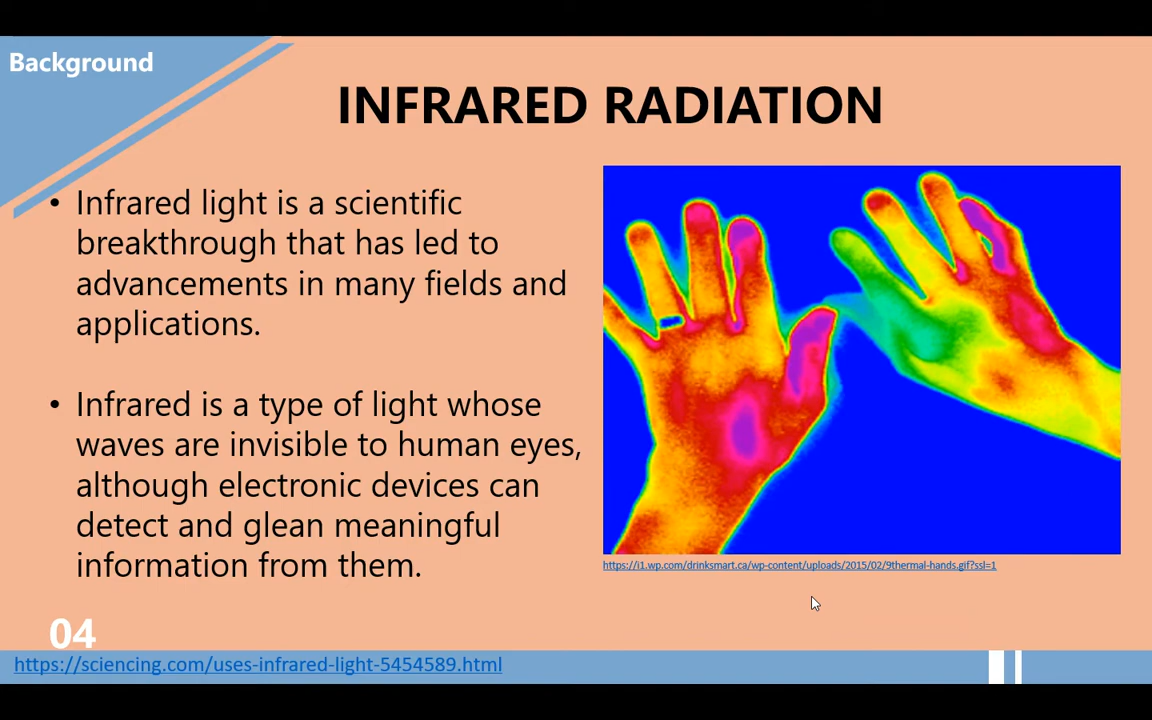 Background
INFRARED RADIATION
• Infrared light is a scientific
breakthrough that has led to
advancements in many fields and
applications.
• Infrared is a type of light whose
waves are invisible to human eyes,
although electronic devices can
detect and glean meaningful
information from them.
https://i1.wp.com/drinksmart.ca/wp-content/uploads/2015/02/9thermal-hands.gif?ssl=1
04
https://sciencing.com/uses-infrared-light-5454589.html